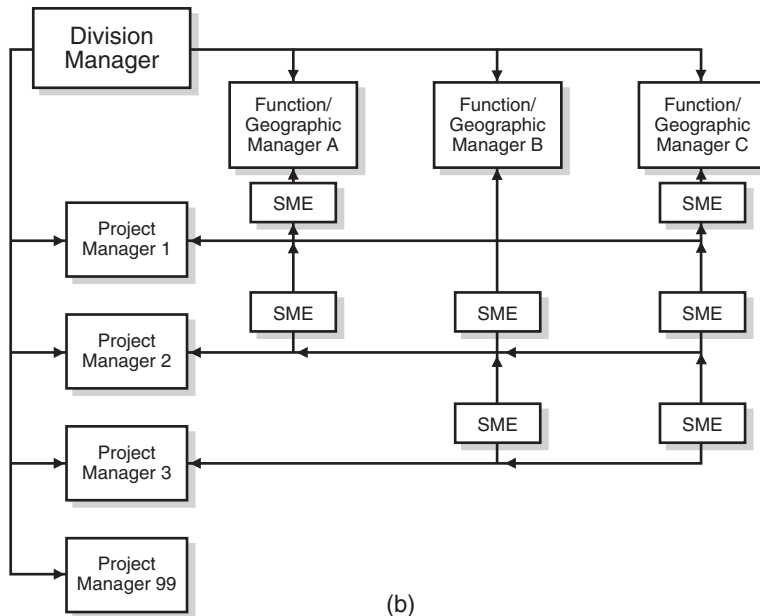 Division
Manager
Function/
Geographic
Manager A
Function/
Geographic
Manager B
Function/
Geographic
Manager C
SME
SME
Project
Manager 1
SME
SME
SME
Project
Manager 2
SME
SME
Project
Manager 3
Project
Manager 99
(b)